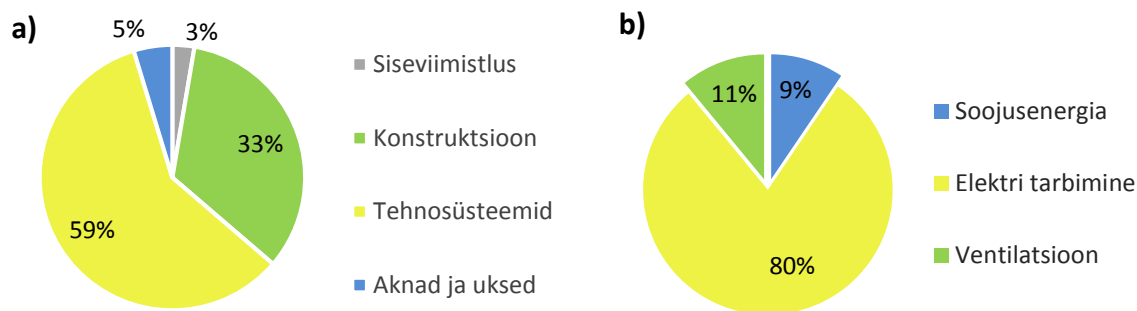 a)
5%
3%
33%
59%
Siseviimistlus
Konstruktsioon
Tehnosüsteemid
Aknad ja uksed
b)
11%
9%
80%
Soojusenergia
Elektri tarbimine
Ventilatsioon